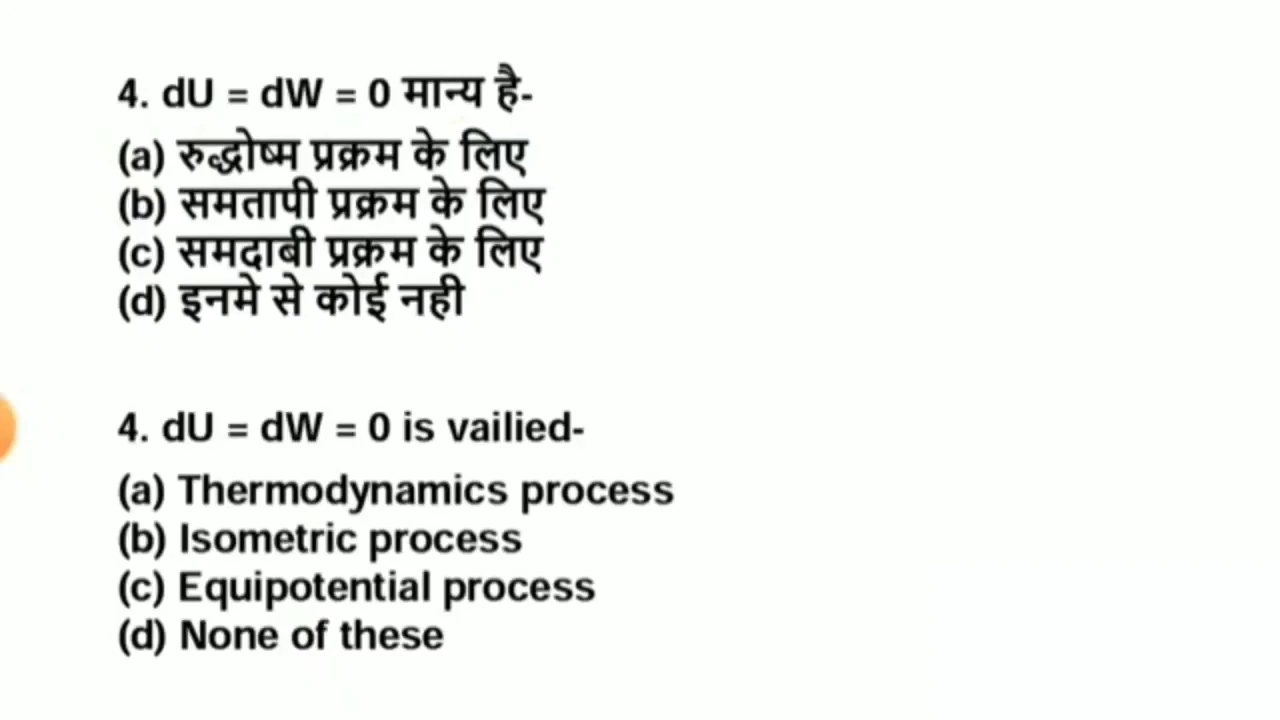 4. dU = dW = 0 मान्य है-
(a) रुद्धोष्म प्रक्रम के लिए
(b) समतापी प्रक्रम के लिए
(c) समदाबी प्रक्रम के लिए
(d) इनमे से कोई नही
4. dU = dW = 0 is vailied-
(a) Thermodynamics process
(b) Isometric process
(c) Equipotential process
(d) None of these